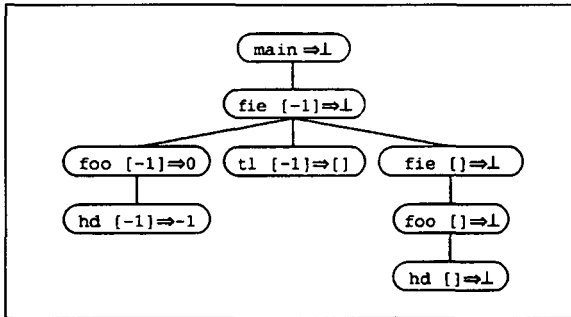 main ⇒⊥
fie [-1]⇒⊥
foo [-1]⇒0
tl [-1]⇒[]
fie []⇒⊥
hd [-1]⇒-1
foo []⇒⊥
hd []⇒⊥